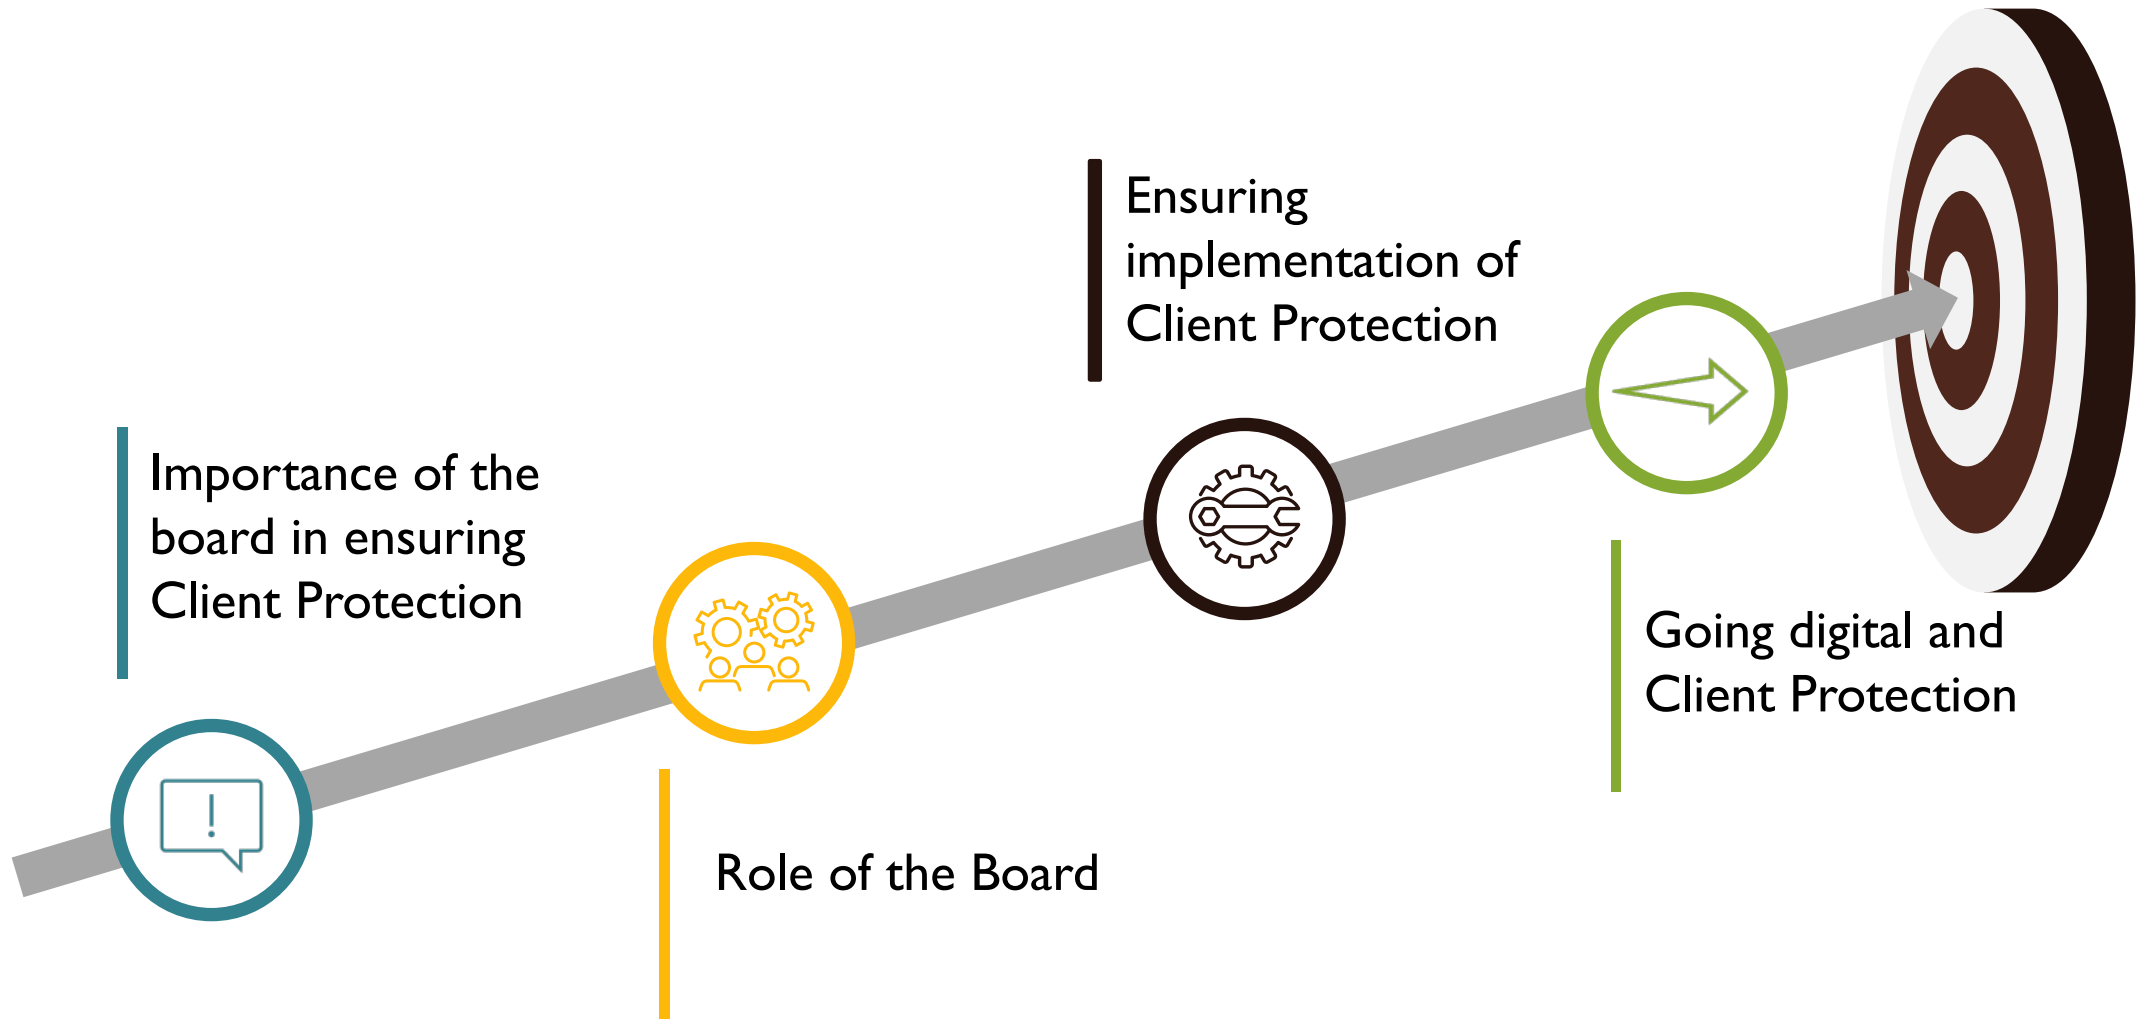 Importance of the
board in ensuring
Client Protection
Role of the Board
Ensuring
implementation of
Client Protection
Going digital and
Client Protection